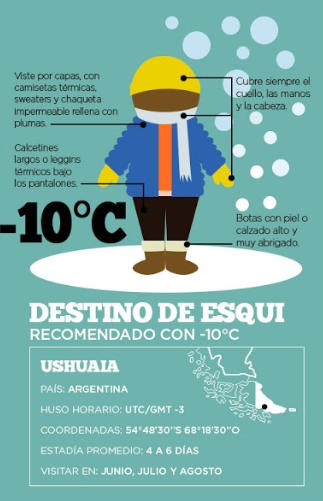 Viste por capas, con
camisetas térmicas,
sweaters y chaqueta
impermeable rellena con
plumas.
Cubre siempre el
cuello, las manos
y la cabeza.
Calcetines
largos o leggins
térmicos bajo
los pantalones.
-10°C
Botas con piel o
calzado alto y
muy abrigado.
DESTINO DE ESQUI
RECOMENDADO CON -10°C
USHUAIA
PAÍS: ARGENTINA
HUSO HORARIO: UTC/GMT -3
COORDENADAS: 54°48'30''S 68°18'30''O
ESTADÍA PROMEDIO: 4 A 6 DÍAS
VISITAR EN: JUNIO, JULIO Y AGOSTO